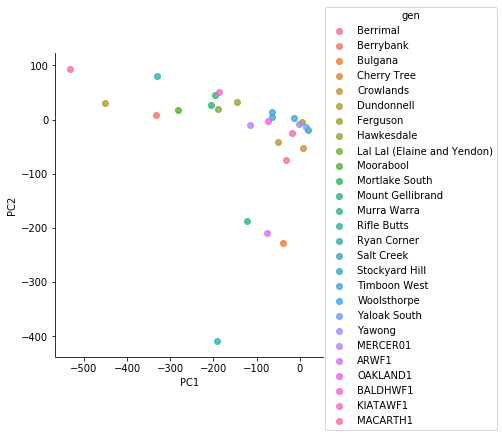 gen
Berrimal
Berrybank
Bulgana
Cherry Tree
Crowlands
Dundonnell
Ferguson
Hawkesdale
Lal Lal (Elaine and Yendon)
Moorabool
Mortlake South
Mount Gellibrand
Murra Warra
Rifle Butts
Ryan Corner
Salt Creek
Stockyard Hill
Timboon West
Woolsthorpe
Yaloak South
Yawong
MERCER01
ARWF1
OAKLAND1
BALDHWF1
KIATAWF1
MACARTH1
PC2
100
0
−100
−200
−300
−400
−500 −400 −300 −200 −100 0
PC1